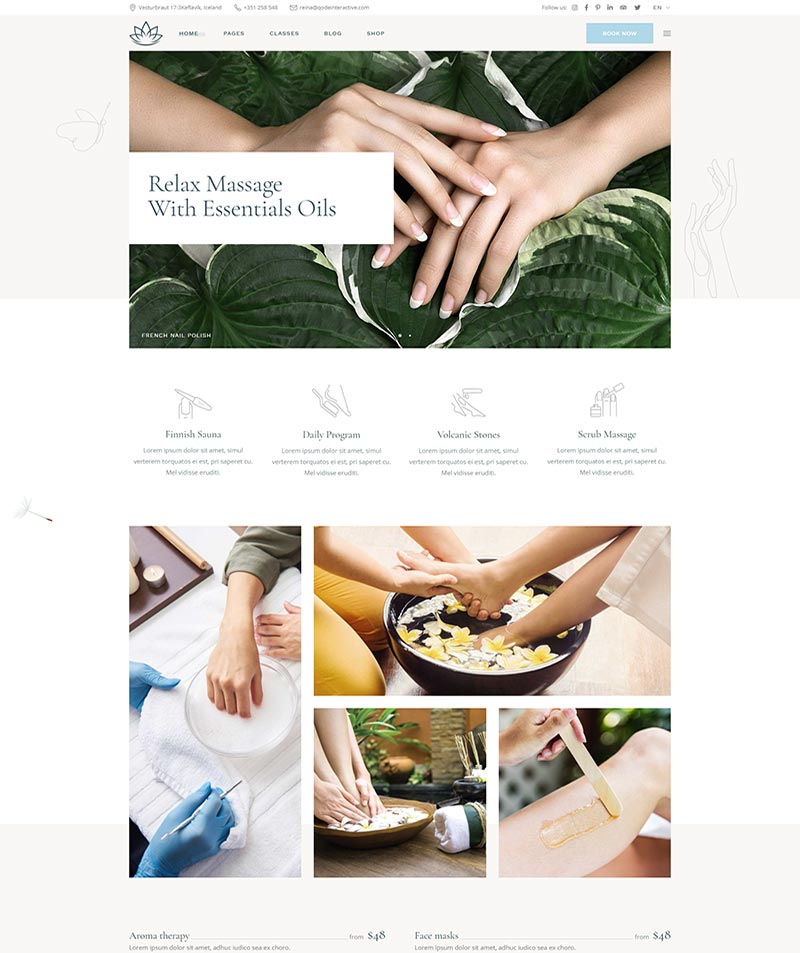 Vesturbraut 17 Keflavík, Iceland +351 258 548 reina@qodeinteractive.com Follow us: EN
HOME PAGES CLASSES BLOG SHOP BOOK NOW
Relax Massage
With Essentials Oils
FRENCH NAIL POLISH
Finnish Sauna
Lorem ipsum dolor sit amet, simul
verterem torquatos ei est, pri saperet cu.
Mel vidisse eruditi.
Daily Program
Lorem ipsum dolor sit amet, simul
verterem torquatos ei est, pri saperet cu.
Mel vidisse eruditi.
Volcanic Stones
Lorem ipsum dolor sit amet, simul
verterem torquatos ei est, pri saperet cu.
Mel vidisse eruditi.
Scrub Massage
Lorem ipsum dolor sit amet, simul
verterem torquatos ei est, pri saperet cu.
Mel vidisse eruditi.
Aroma therapy from $48
Lorem ipsum dolor sit amet, adhuc iudico sea ex choro.
Face masks from $48
Lorem ipsum dolor sit amet, adhuc iudico sea ex choro.